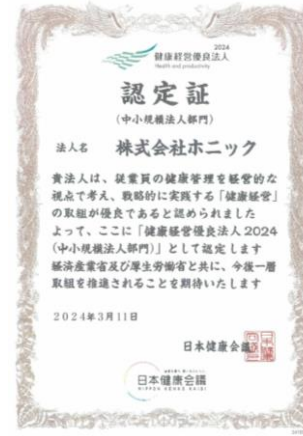 2024
健康経営優良法人
Health and productivity
認定証
(中小規模法人部門)
法人名 株式会社ホニック
貴法人は、従業員の健康管理を経営的な
視点で考え、戦略的に実践する「健康経営」
の取組が優良であると認められました
よって、ここに「健康経営優良法人2024
(中小規模法人部門)」として認定します
経済産業省及び厚生労働省と共に、今後一層
取組を推進されることを期待いたします
2024年3月11日
日本健康会議
日本健康会議
NIPPON KENKO KAIGI